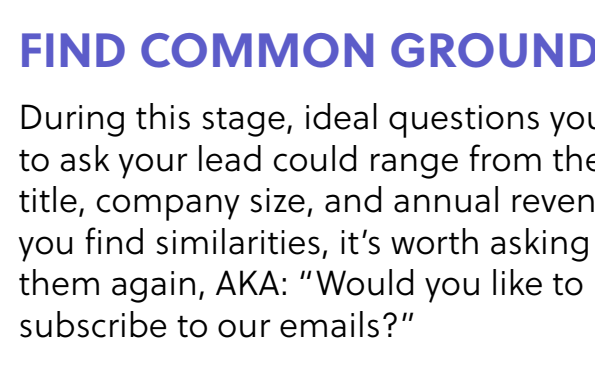 FIND COMMON GROUND
During this stage, ideal questions you
to ask your lead could range from the
title, company size, and annual reven
you find similarities, it's worth asking
them again, AKA: “Would you like to
subscribe to our emails?”